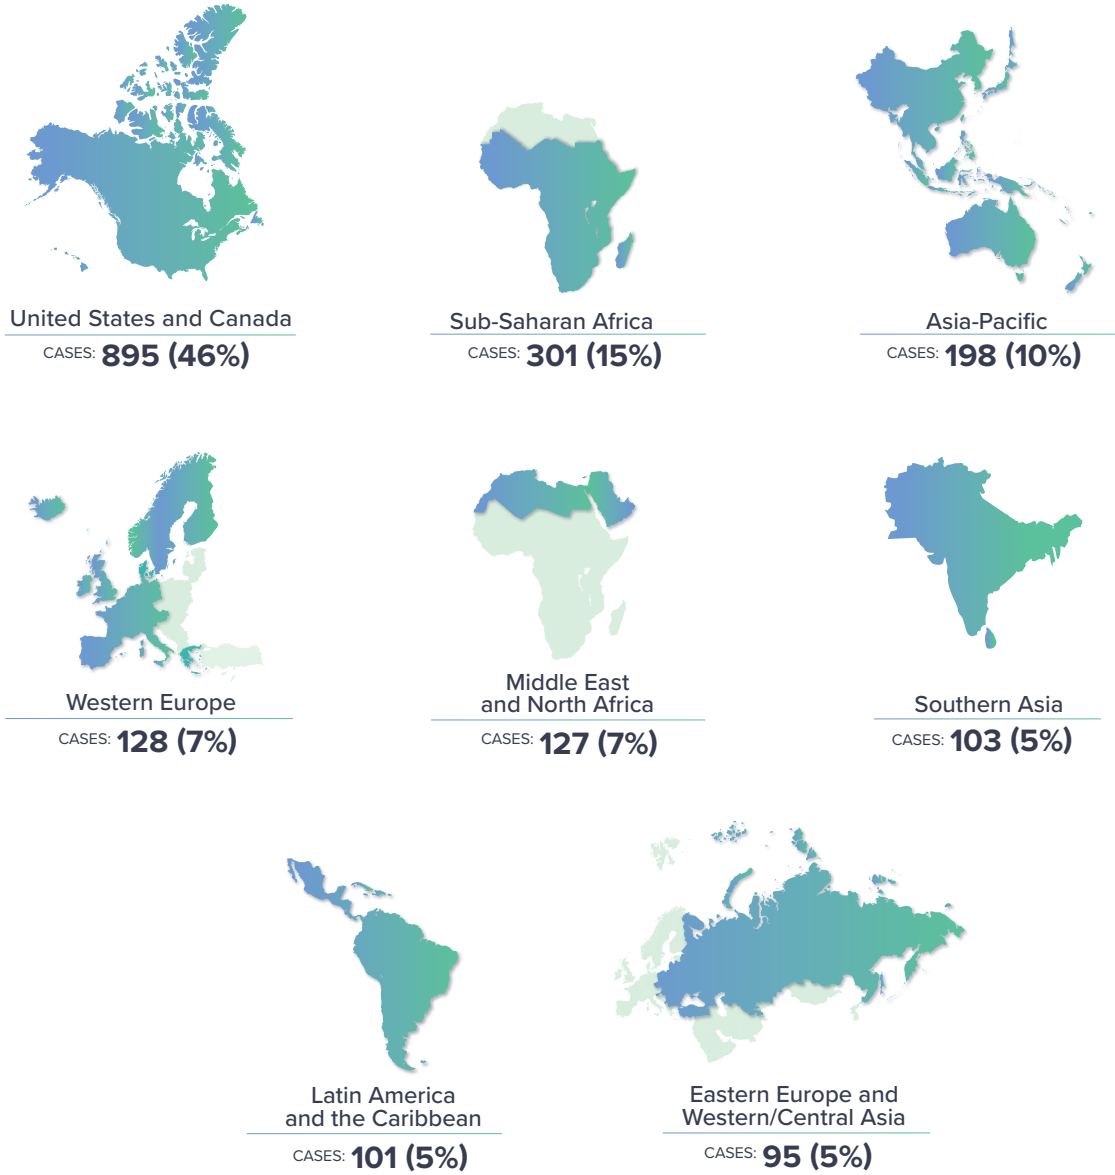 United States and Canada
CASES: 895 (46%)
Sub-Saharan Africa
CASES: 301 (15%)
Asia-Pacific
CASES: 198 (10%)
Western Europe
CASES: 128 (7%)
Middle East
and North Africa
CASES: 127 (7%)
Southern Asia
CASES: 103 (5%)
Latin America
and the Caribbean
CASES: 101 (5%)
Eastern Europe and
Western/Central Asia
CASES: 95 (5%)